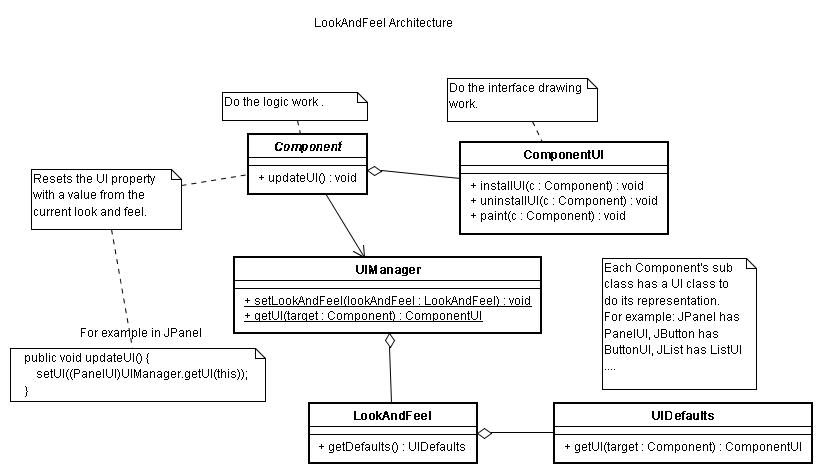 LookAndFeel Architecture
Do the logic work .
Do the interface drawing
work.
Component
+ updateUI() : void
ComponentUI
+ installUI(c : Component) : void
+ uninstallUI(c : Component) : void
+ paint(c : Component) : void
Resets the UI property
with a value from the
current look and feel.
UIManager
+ setLookAndFeel(lookAndFeel : LookAndFeel) : void
+ getUI(target : Component) : ComponentUI
Each Component's sub
class has a UI class to
do its representation.
For example: JPanel has
PanelUI, JButton has
ButtonUI, JList has ListUI
....
For example in JPanel
public void updateUI() {
setUI((PanelUI)UIManager.getUI(this));
}
LookAndFeel
+ getDefaults() : UIDefaults
UIDefaults
+ getUI(target : Component) : ComponentUI